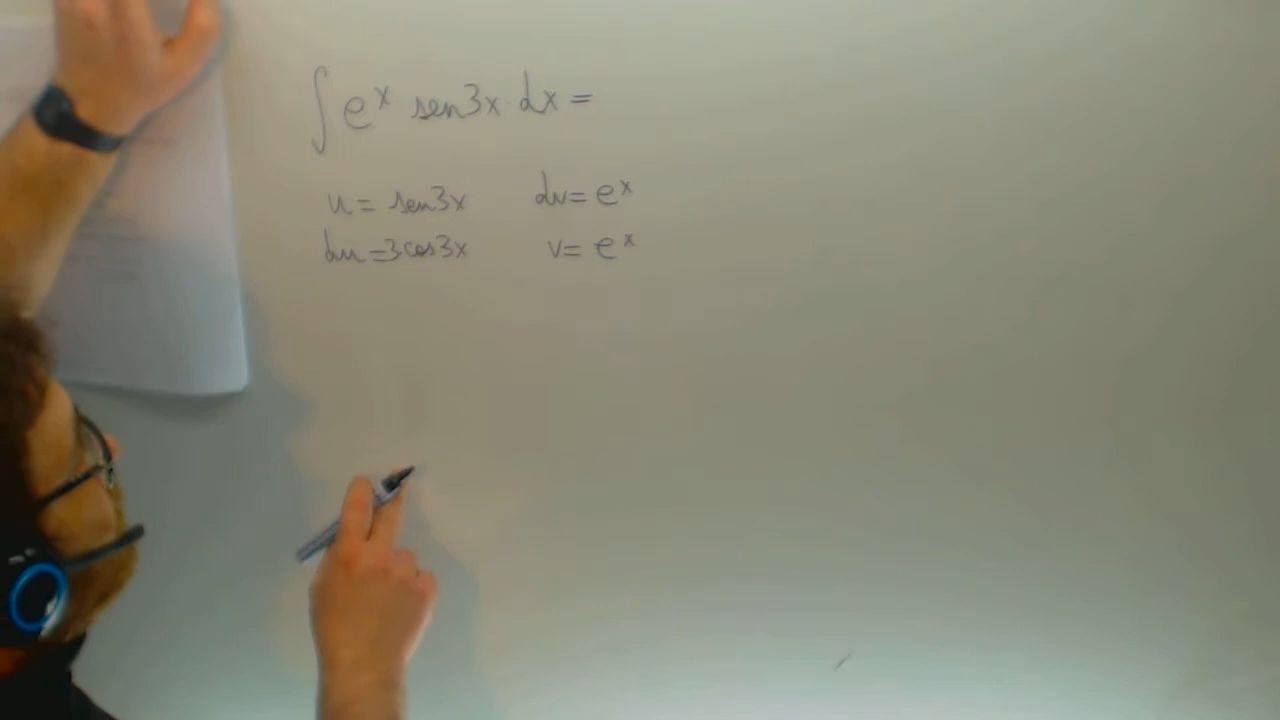 ∫ eˣ sen3x · dx =
u = sen3x dv = eˣ
du = 3cos3x v = eˣ